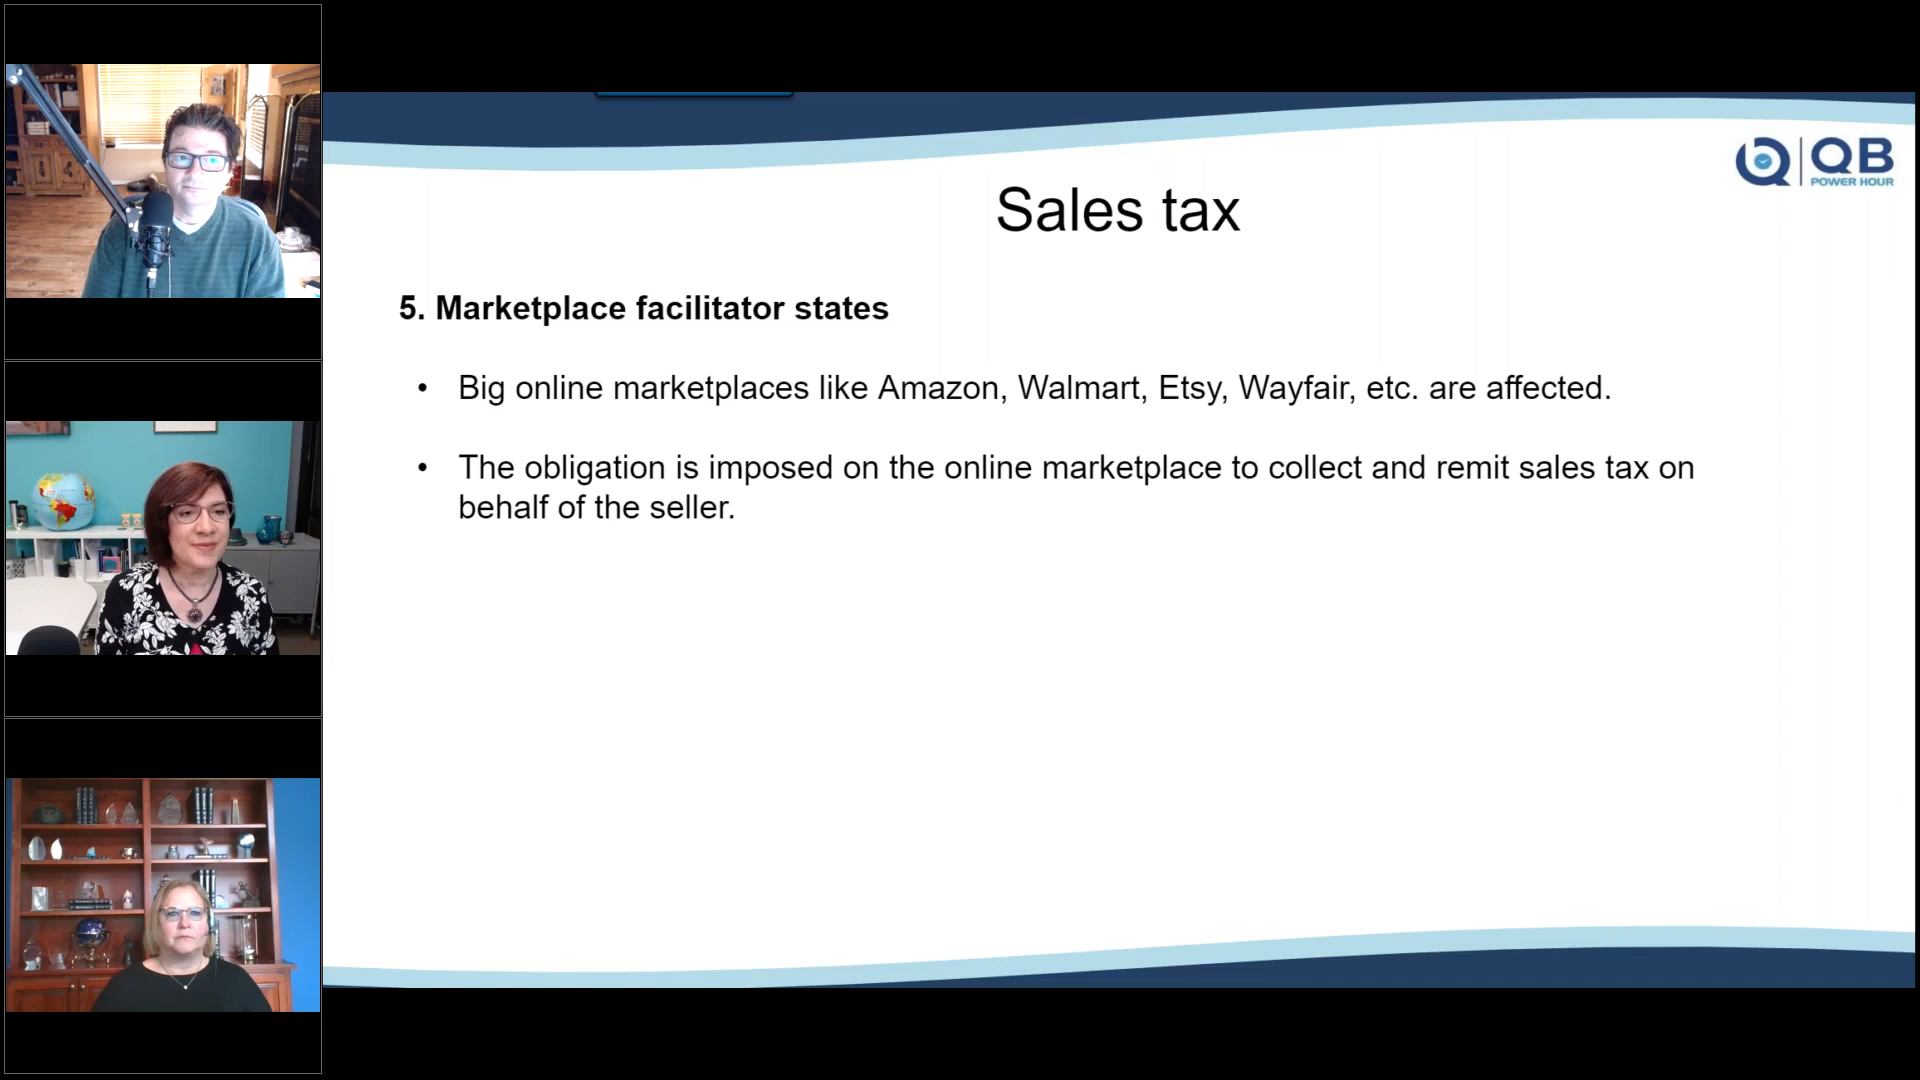 QB
POWER HOUR
Sales tax
5. Marketplace facilitator states
• Big online marketplaces like Amazon, Walmart, Etsy, Wayfair, etc. are affected.
• The obligation is imposed on the online marketplace to collect and remit sales tax on
behalf of the seller.